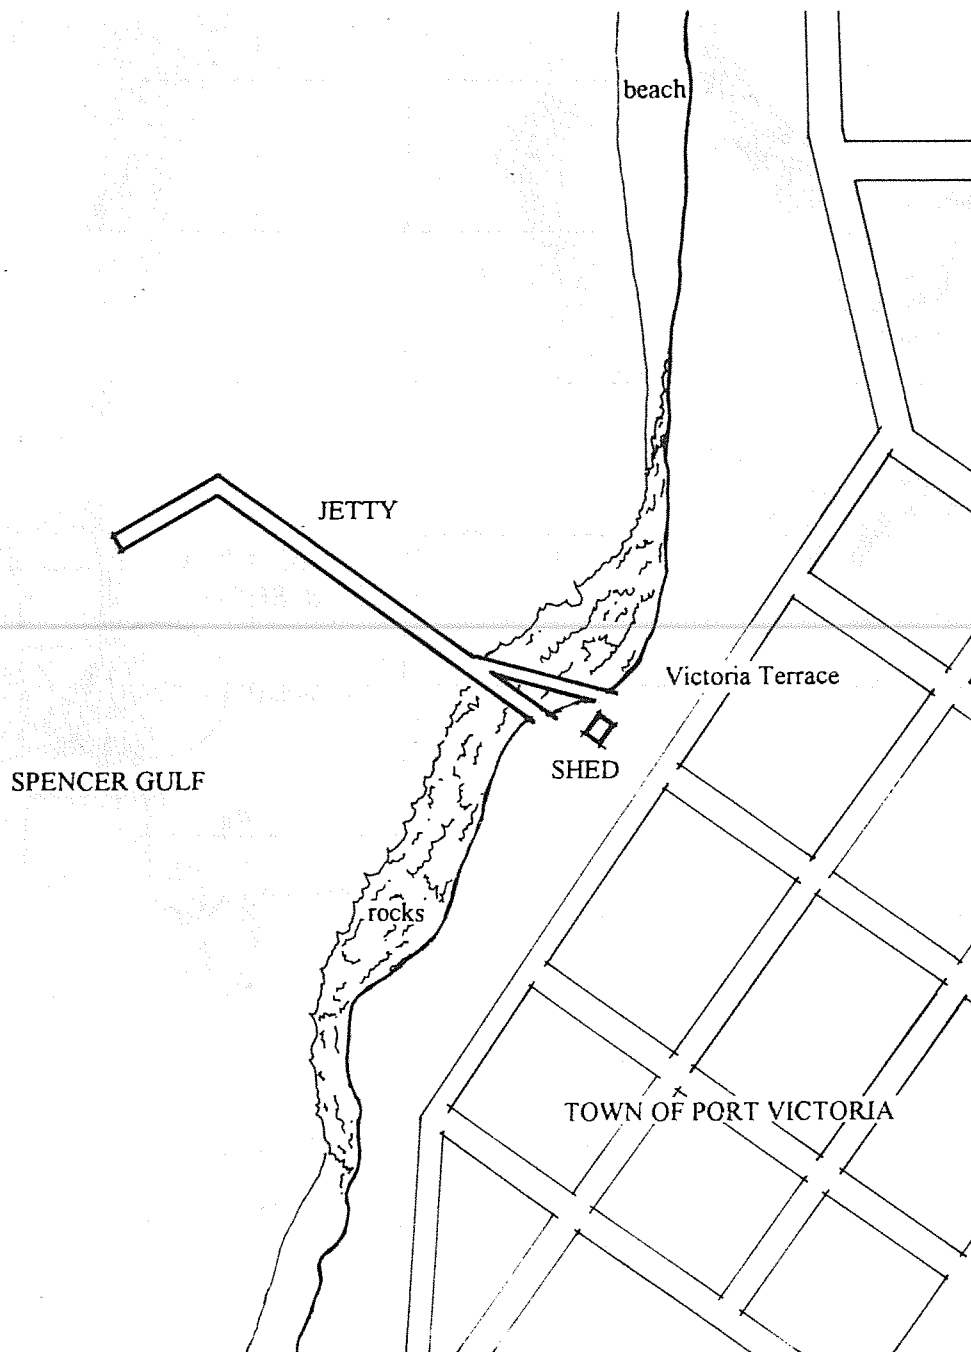 beach
JETTY
Victoria Terrace
SHED
SPENCER GULF
rocks
TOWN OF PORT VICTORIA